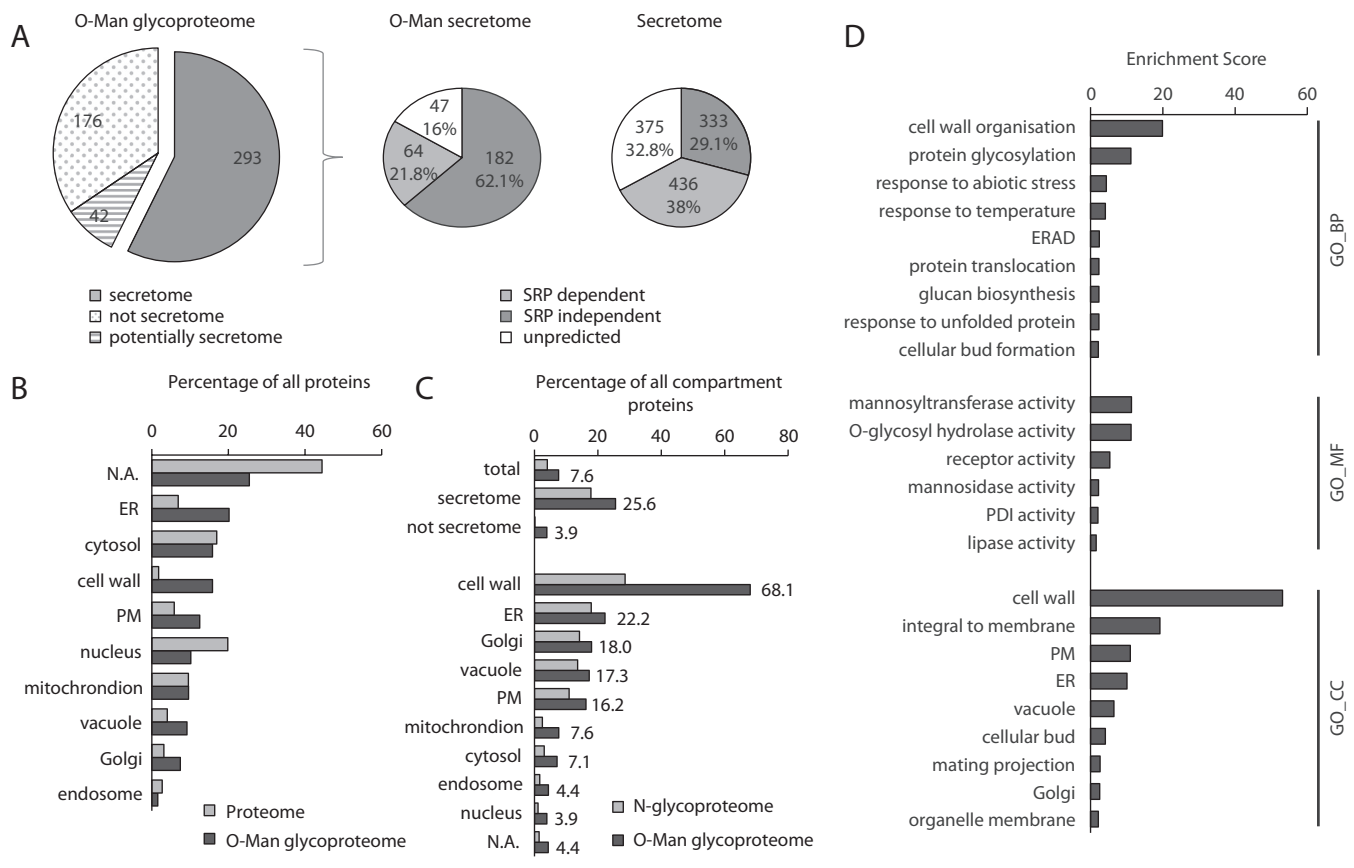 A
O-Man glycoproteome
O-Man secretome
Secretome
176
293
42
47
16%
64
21.8%
182
62.1%
375
32.8%
333
29.1%
436
38%
secretome
not secretome
potentially secretome
SRP dependent
SRP independent
unpredicted
B
Percentage of all proteins
0 20 40 60
N.A.
ER
cytosol
cell wall
PM
nucleus
mitochrondion
vacuole
Golgi
endosome
Proteome
O-Man glycoproteome
C
Percentage of all compartment
proteins
0 20 40 60 80
total 7.6
secretome 25.6
not secretome 3.9
cell wall 68.1
ER 22.2
Golgi 18.0
vacuole 17.3
PM 16.2
mitochrondion 7.6
cytosol 7.1
endosome 4.4
nucleus 3.9
N.A. 4.4
N-glycoproteome
O-Man glycoproteome
D
Enrichment Score
0 20 40 60
cell wall organisation
protein glycosylation
response to abiotic stress
response to temperature
ERAD
protein translocation
glucan biosynthesis
response to unfolded protein
cellular bud formation
GO_BP
mannosyltransferase activity
O-glycosyl hydrolase activity
receptor activity
mannosidase activity
PDI activity
lipase activity
GO_MF
cell wall
integral to membrane
PM
ER
vacuole
cellular bud
mating projection
Golgi
organelle membrane
GO_CC